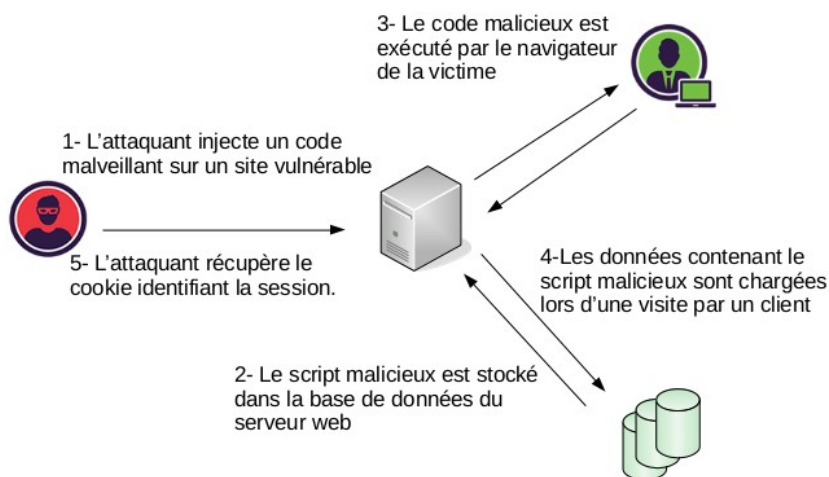 3- Le code malicieux est
exécuté par le navigateur
de la victime
1- L'attaquant injecte un code
malveillant sur un site vulnérable
5- L'attaquant récupère le
cookie identifiant la session.
4-Les données contenant le
script malicieux sont chargées
lors d'une visite par un client
2- Le script malicieux est stocké
dans la base de données du
serveur web